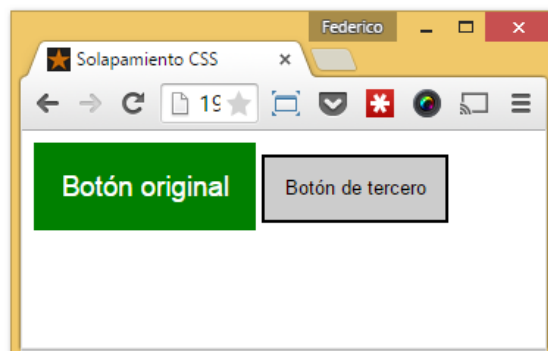 Federico
Solapamiento CSS
19
Botón original
Botón de tercero